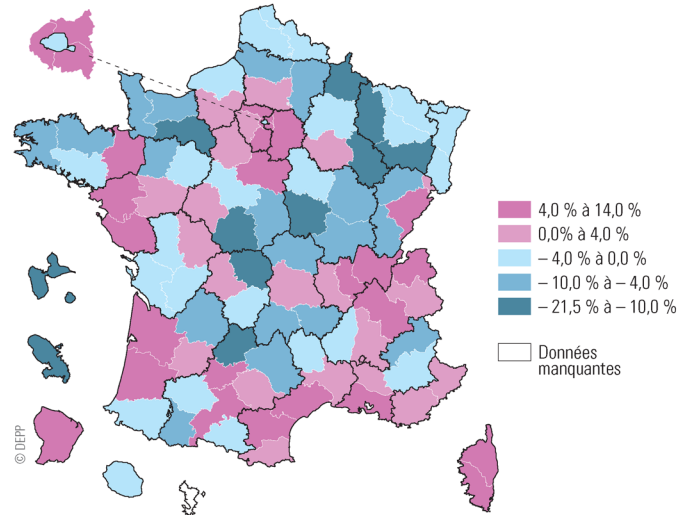 4,0 % à 14,0 %
0,0% à 4,0 %
– 4,0 % à 0,0 %
– 10,0 % à – 4,0 %
– 21,5 % à – 10,0 %
Données
manquantes
© DEPP